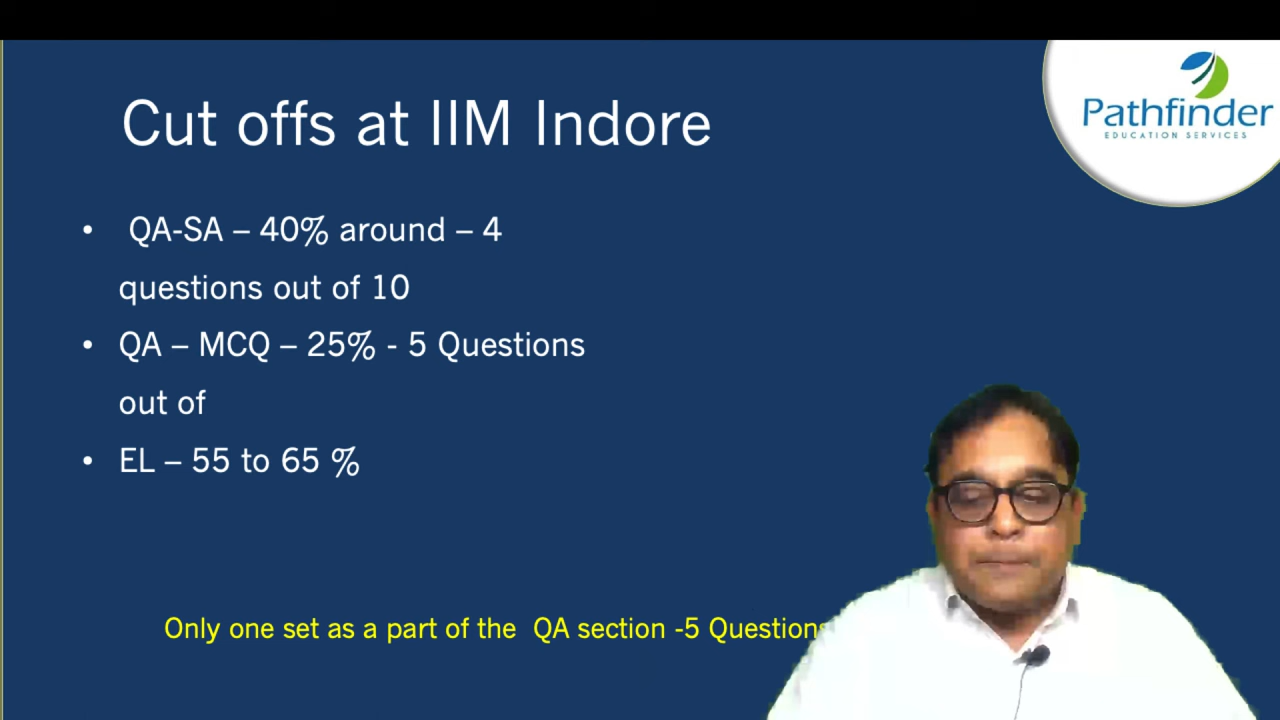 Cut offs at IIM Indore
Pathfinder
EDUCATION SERVICES
• QA-SA – 40% around – 4
questions out of 10
• QA – MCQ – 25% - 5 Questions
out of
• EL – 55 to 65 %
Only one set as a part of the QA section -5 Questions